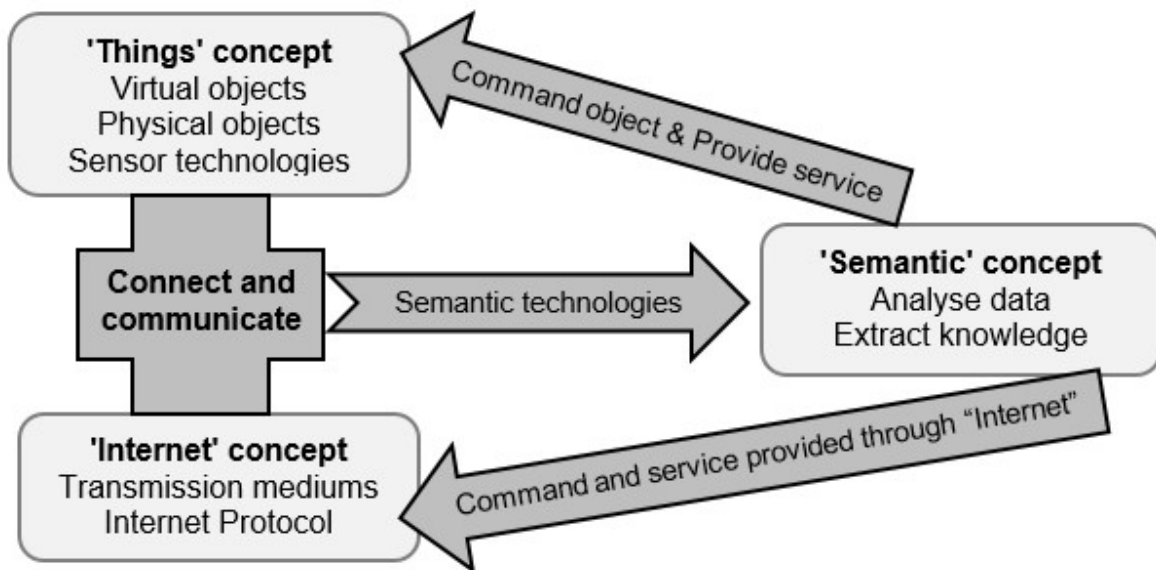 'Things' concept
Virtual objects
Physical objects
Sensor technologies
Command object & Provide service
Connect and
communicate
Semantic technologies
'Semantic' concept
Analyse data
Extract knowledge
'Internet' concept
Transmission mediums
Internet Protocol
Command and service provided through “Internet”